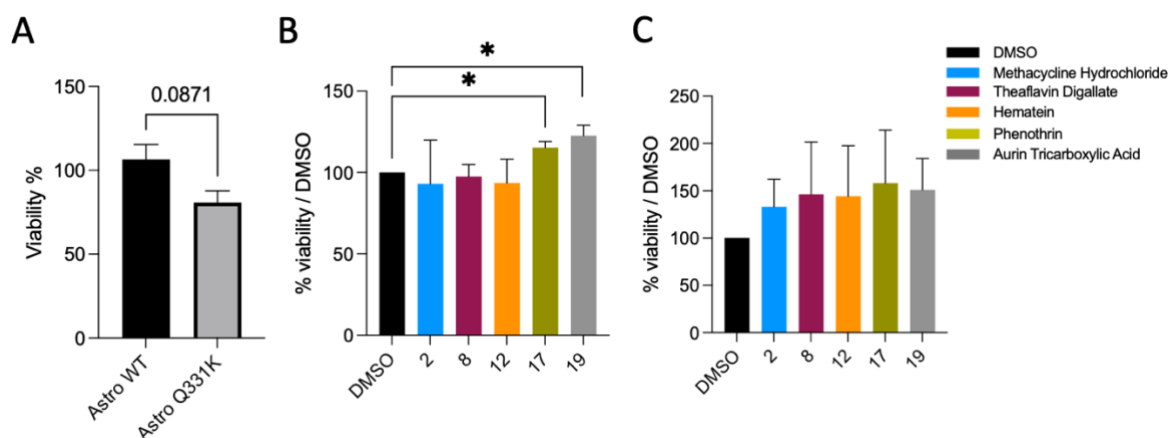 A
Viability %
150
100
50
0
0.0871
Astro WT
Astro Q331K
B
% viability / DMSO
150
100
50
0
*
*
DMSO
2
8
12
17
19
C
% viability / DMSO
250
200
150
100
50
0
DMSO
2
8
12
17
19
DMSO
Methacycline Hydrochloride
Theaflavin Digallate
Hematein
Phenothrin
Aurin Tricarboxylic Acid